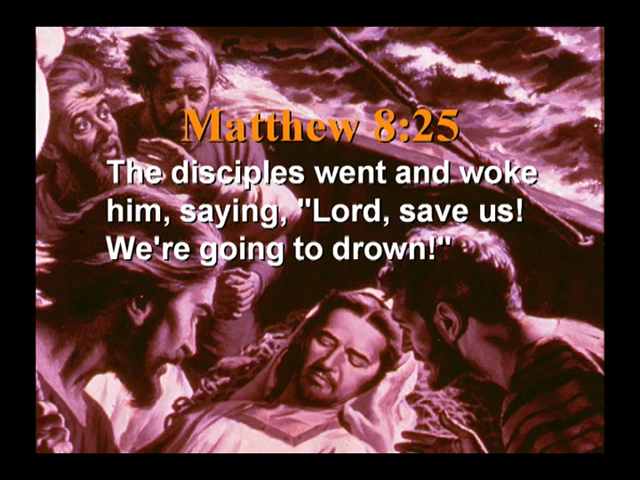 Matthew 8:25
The disciples went and woke
him, saying, "Lord, save us!
We're going to drown!"